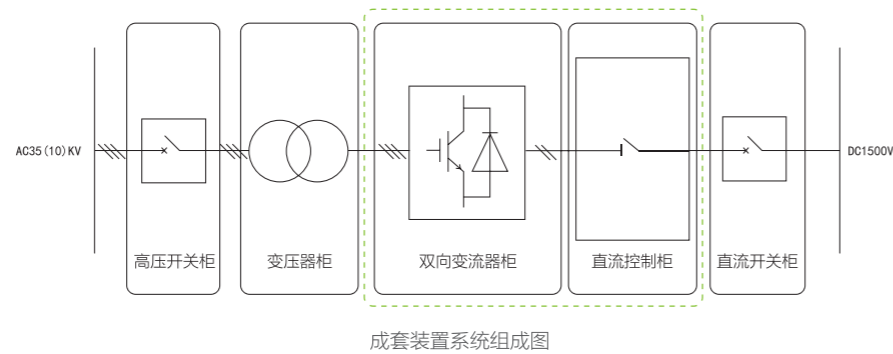 AC35(10)KV
DC1500V
高压开关柜
变压器柜
双向变流器柜
直流控制柜
直流开关柜
成套装置系统组成图